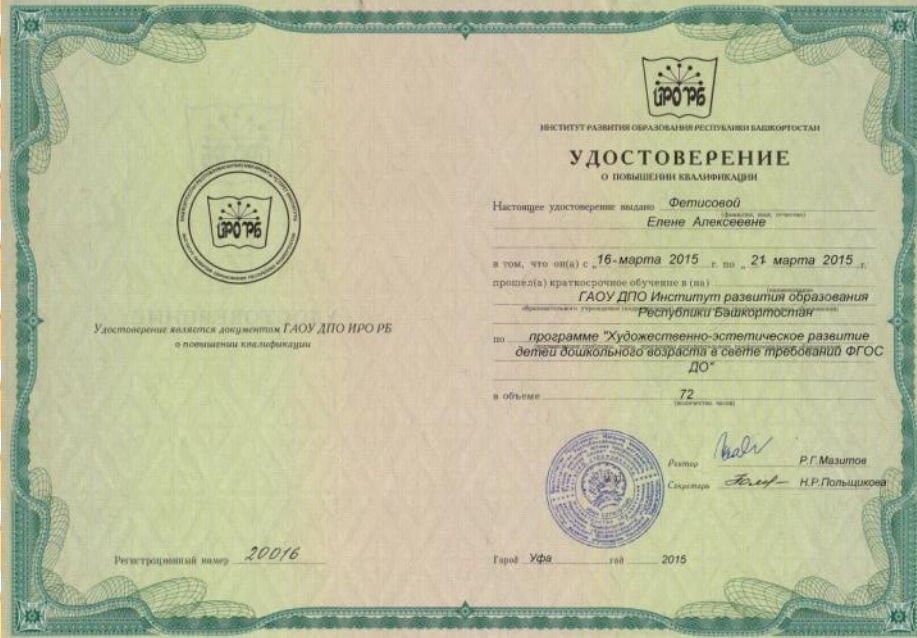 ИРО РБ
Удостоверение является документом ГАОУ ДПО ИРО РБ
о повышении квалификации
Регистрационный номер 20016
ИРО РБ
ИНСТИТУТ РАЗВИТИЯ ОБРАЗОВАНИЯ РЕСПУБЛИКИ БАШКОРТОСТАН
УДОСТОВЕРЕНИЕ
О ПОВЫШЕНИИ КВАЛИФИКАЦИИ
Настоящее удостоверение выдано Фетисовой
(фамилия, имя, отчество)
Елене Алексеевне
в том, что он(а) с „16-марта 2015 г. по „ 21 марта 2015 г.
прошел(а) краткосрочное обучение в (на)
(наименование)
ГАОУ ДПО Институт развития образования
Республики Башкортостан
по программе "Художественно-эстетическое развитие
детей дошкольного возраста в свете требований ФГОС
ДО"
в объеме 72
(количество часов)
Ректор Р.Г.Мазитов
Секретарь Н.Р.Польщикова
Город Уфа год 2015